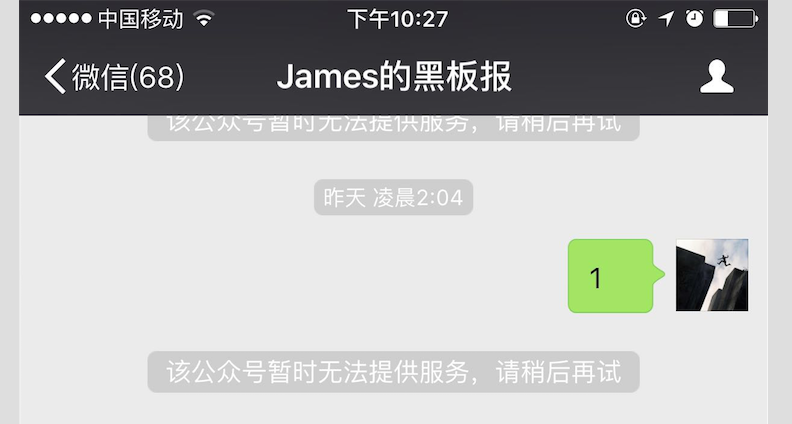 中国移动 下午10:27
微信(68) James的黑板报
该公众号暂时无法提供服务，请稍后再试
昨天 凌晨2:04
1
该公众号暂时无法提供服务，请稍后再试